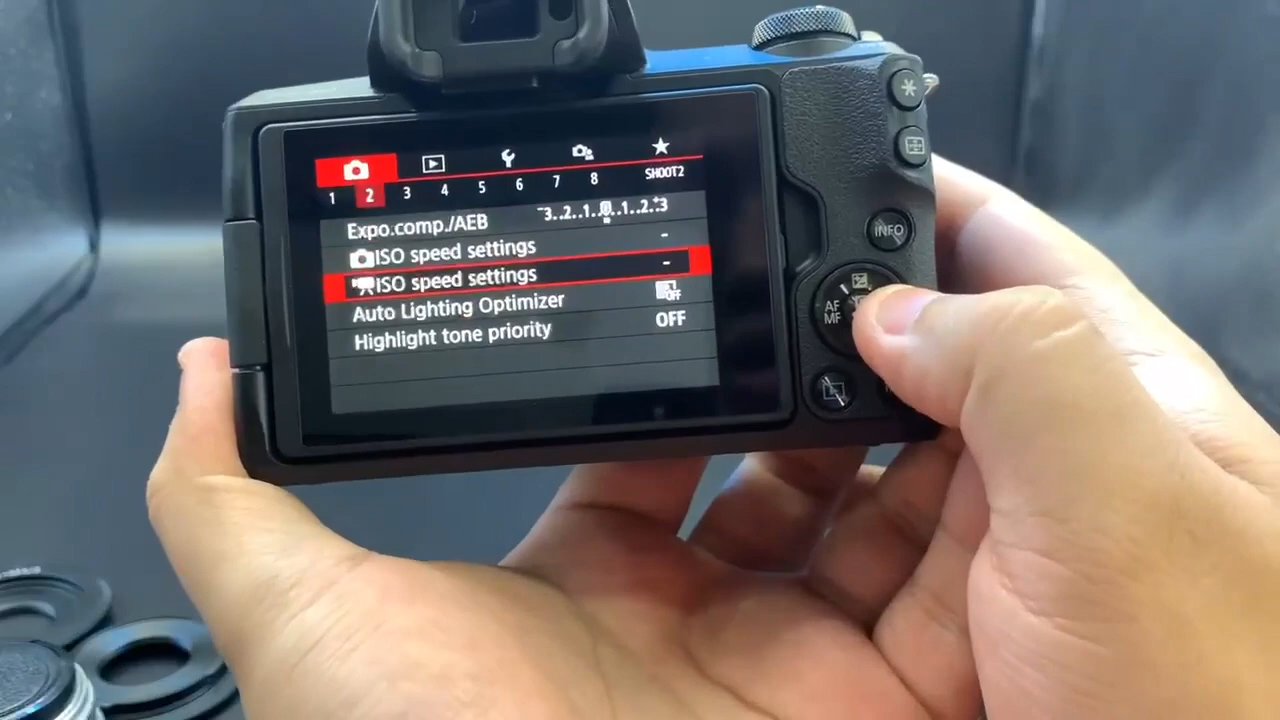 1 2 3 4 5 6 7 8 SHOOT2
Expo.comp./AEB -3..2..1..0..1..2..+3
ISO speed settings -
ISO speed settings -
Auto Lighting Optimizer OFF
Highlight tone priority OFF
INFO
AF
MF